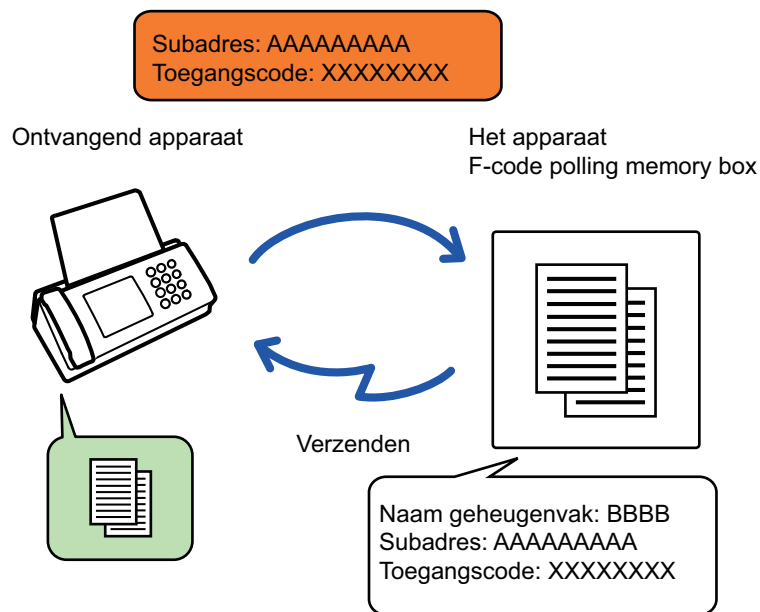 Subadres: AAAAAAAAA
Toegangscode: XXXXXXXX
Ontvangend apparaat
Het apparaat
F-code polling memory box
Verzenden
Naam geheugenvak: BBBB
Subadres: AAAAAAAAA
Toegangscode: XXXXXXXX